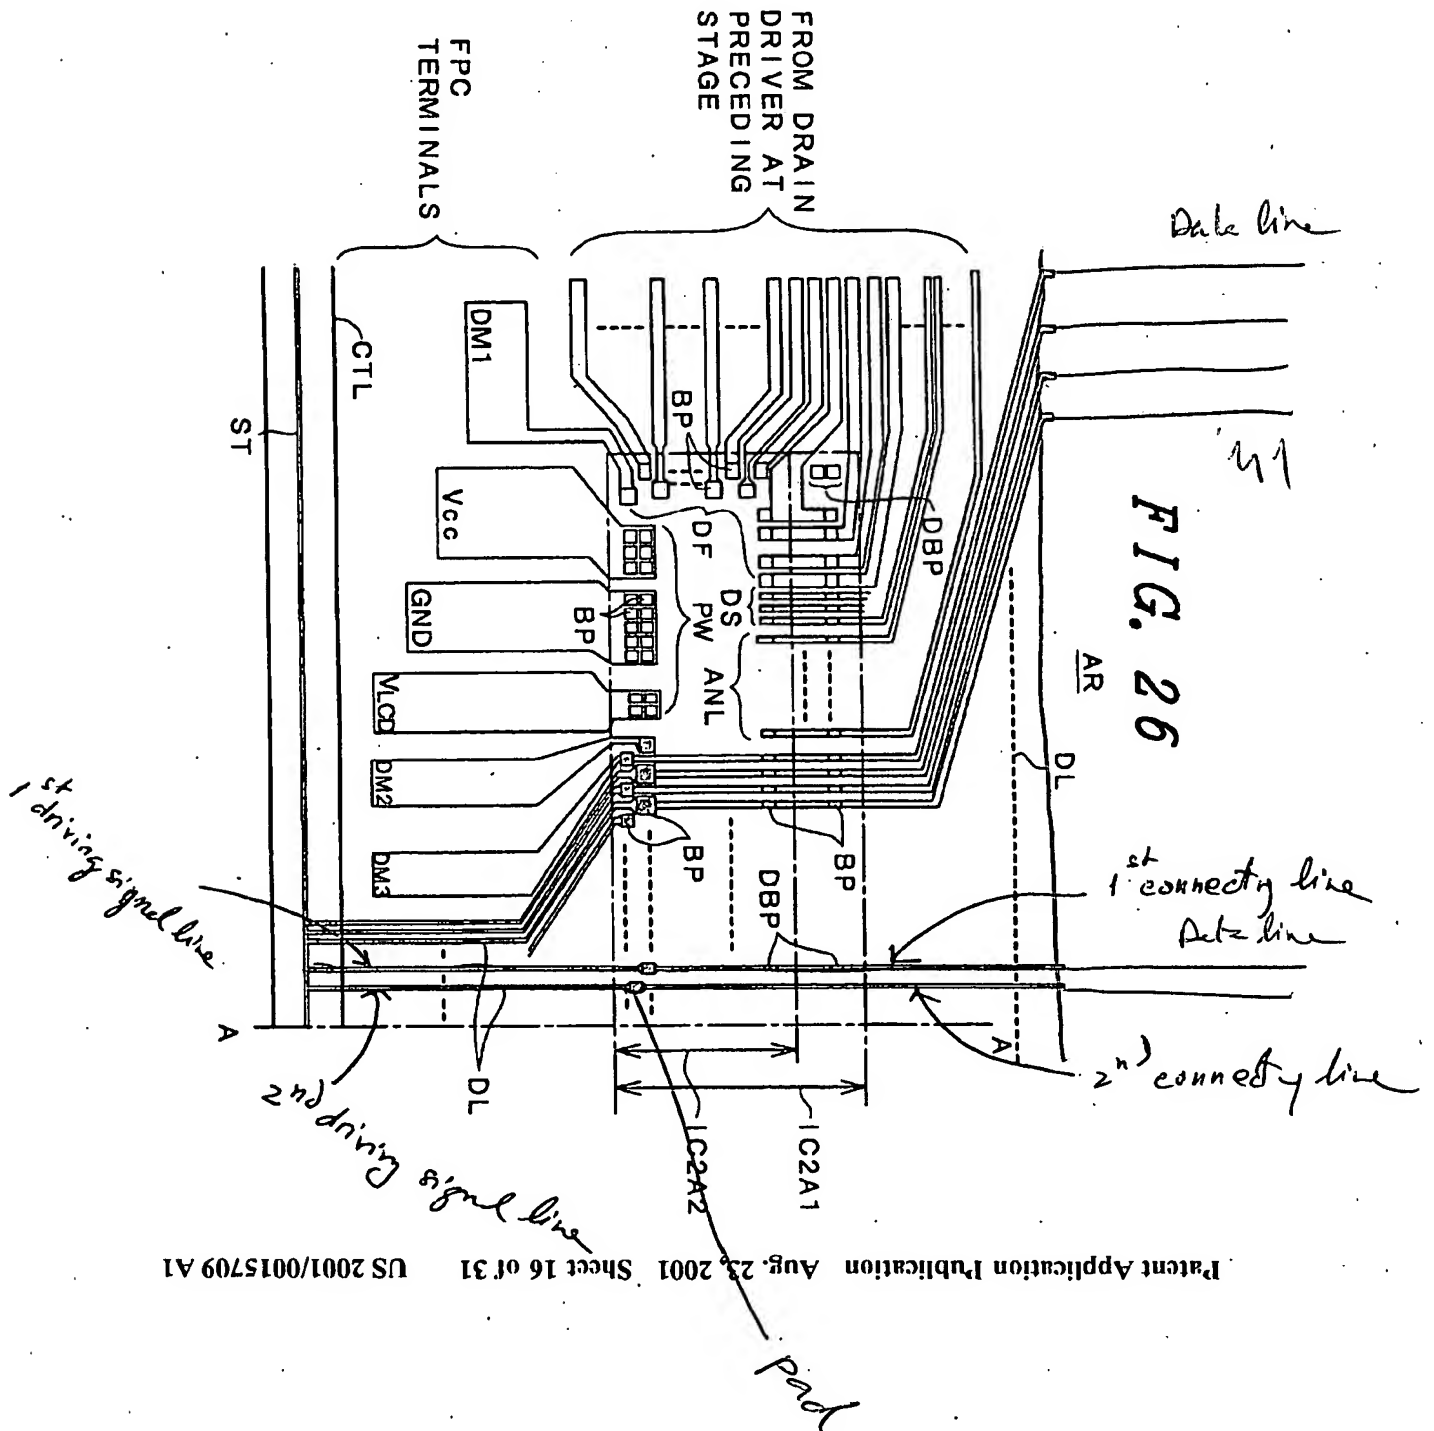 Patent Application Publication Aug. 23, 2001 Sheet 16 of 31 US 2001/0015709 A1
FIG. 26
FROM DRAIN
DRIVER AT
PRECEDING
STAGE
FPC
TERMINALS
Data line
AR
DL
DBP
DM1
CTL
ST
BP
DF
DS
ANL
PW
Vcc
GND
BP
VLCD
DM2
DM3
BP
BP
DBP
1st connecty line
Data line
2nd connecty line
1st driving signal line
2nd driving signal line
DL
A
A
IC2A2
IC2A1
pad